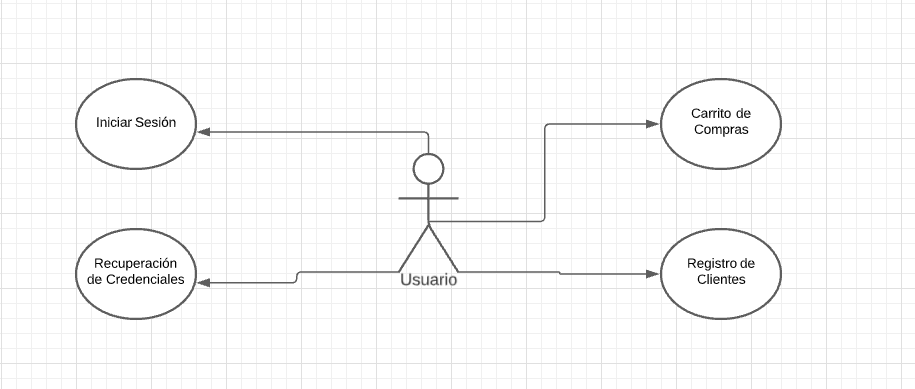 Iniciar Sesión
Carrito de
Compras
Recuperación
de Credenciales
Usuario
Registro de
Clientes